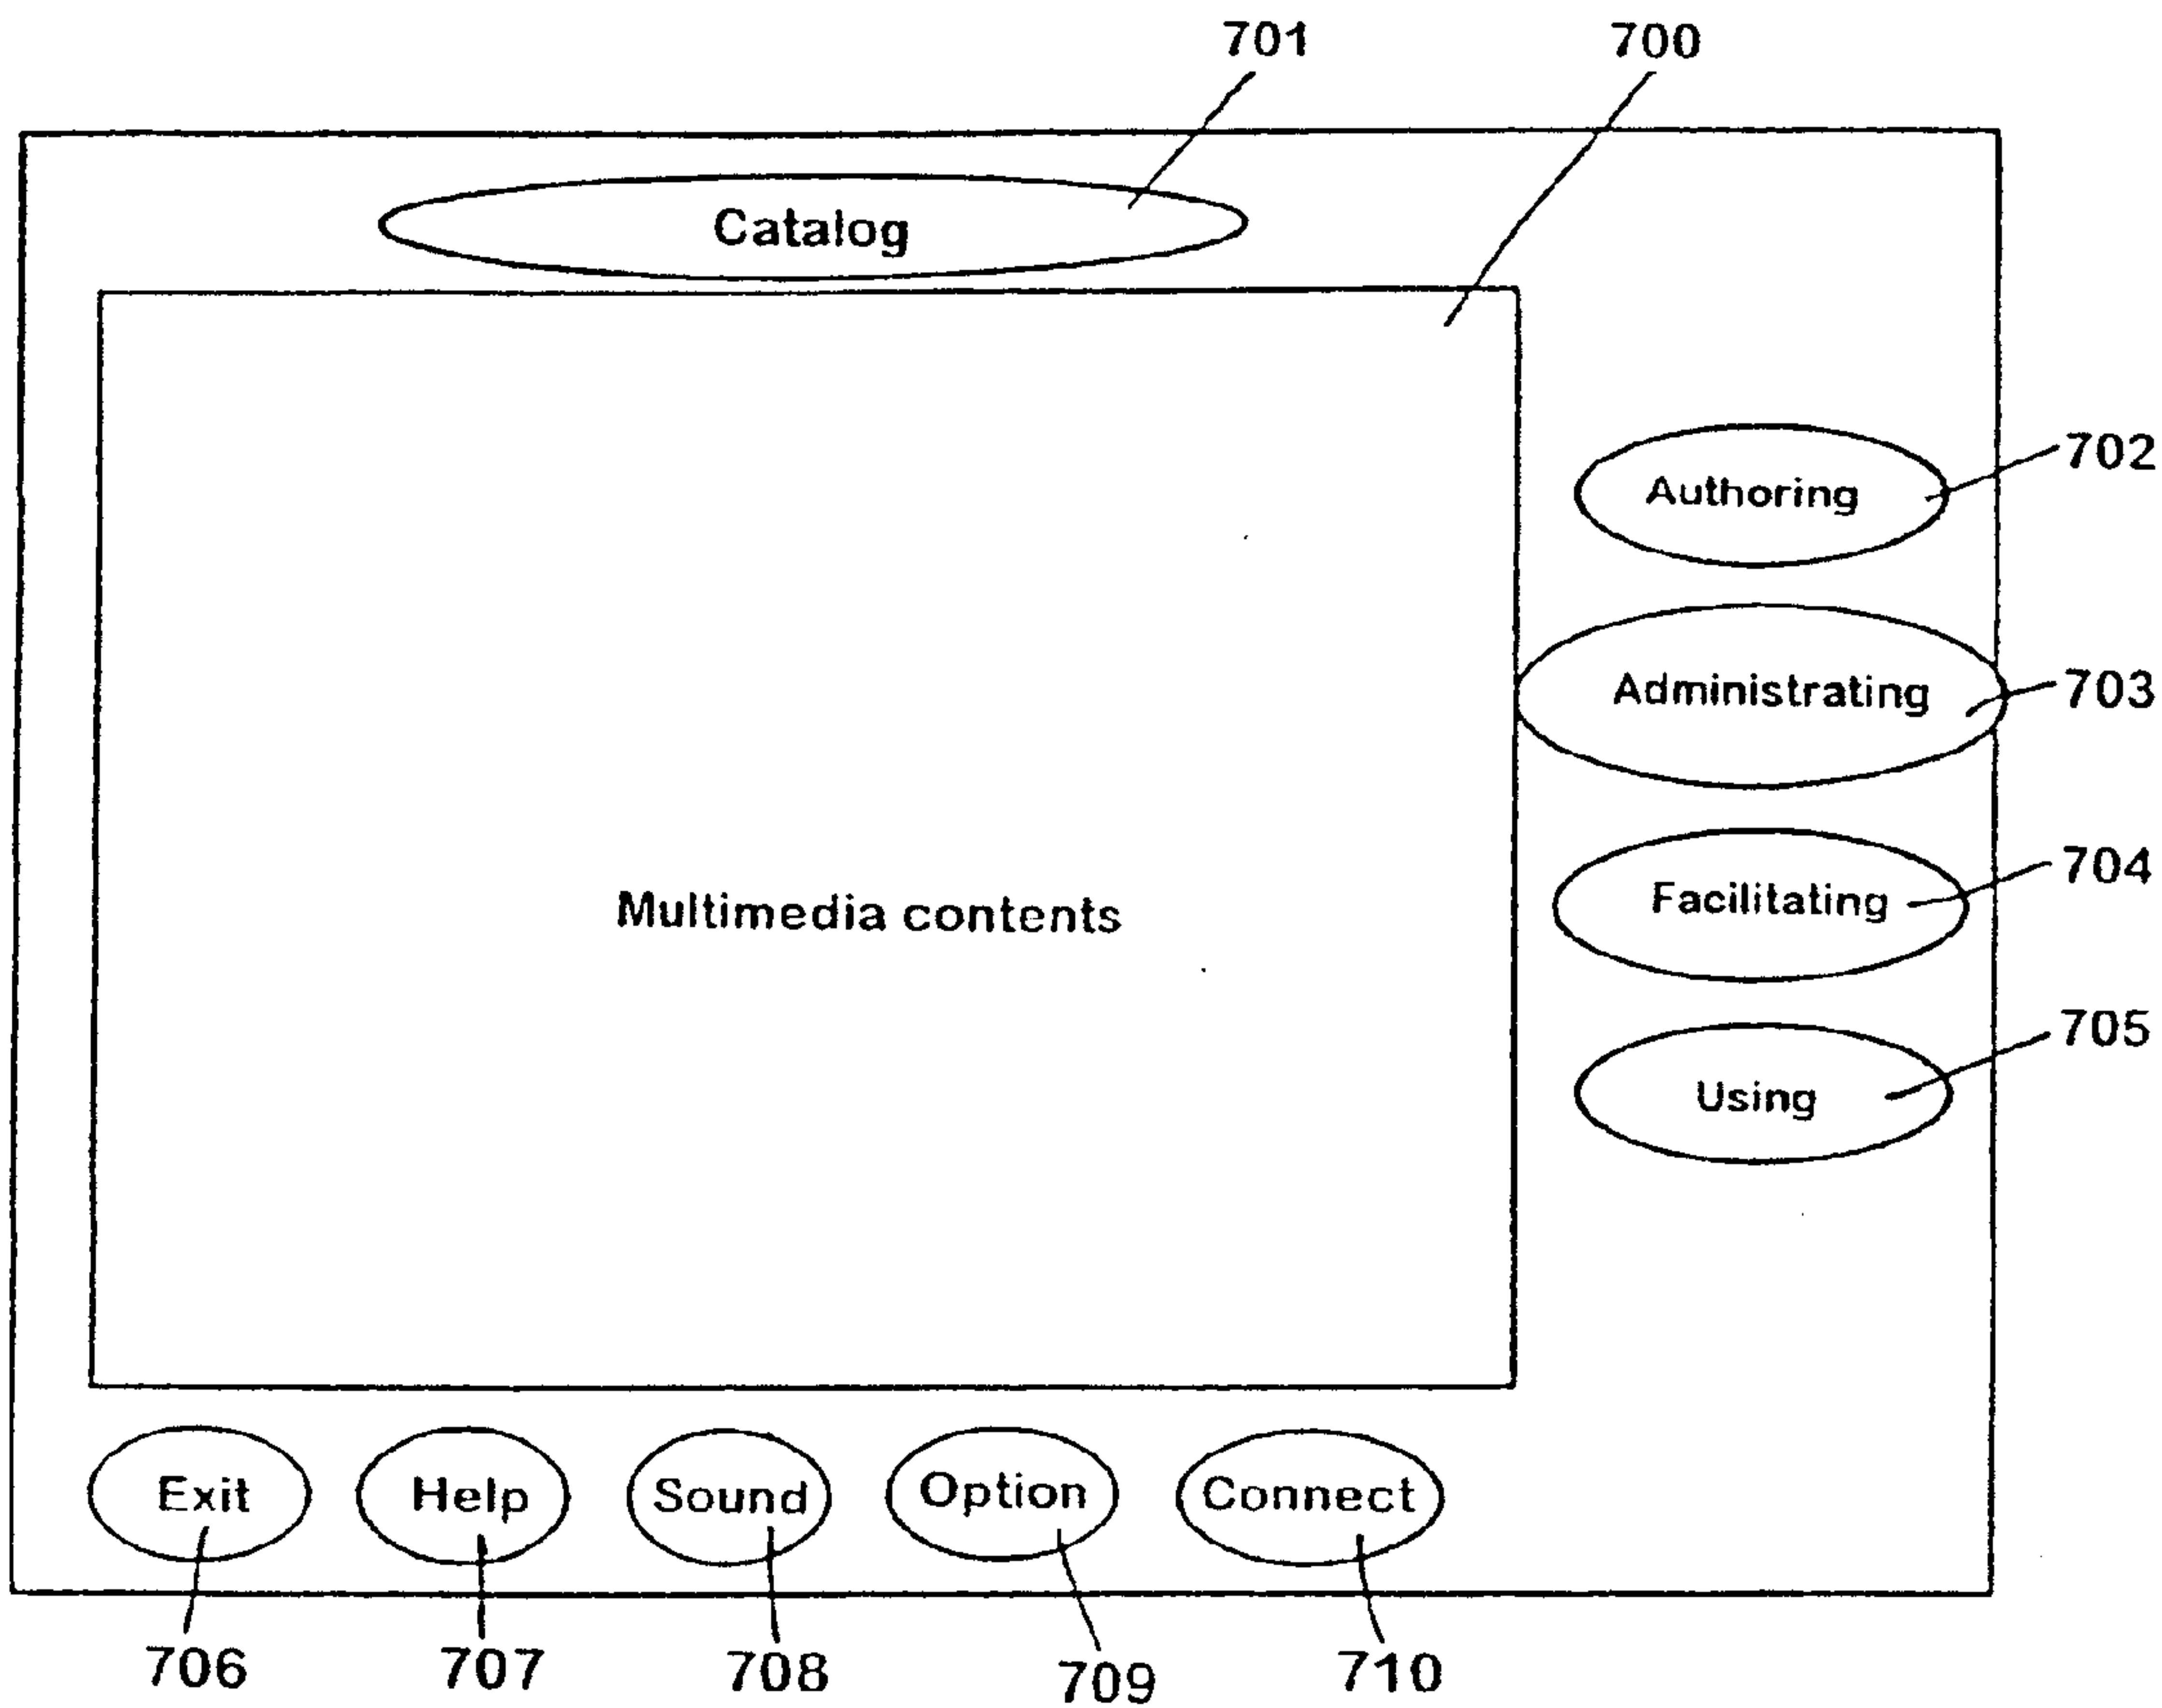 701 700
Catalog
702
Authoring
Administrating 703
704
Facilitating
Multimedia contents
705
Using
Exit Help Sound Option Connect
706 707 708 709 710